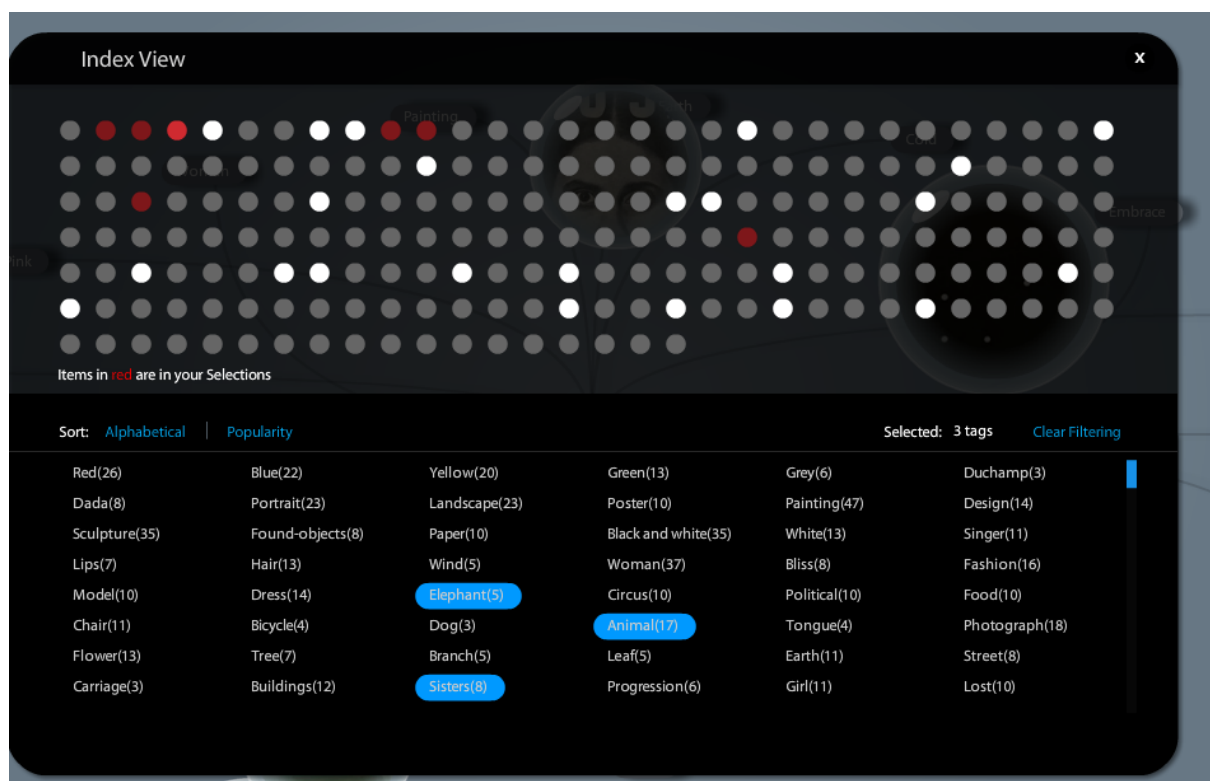 Index View x
Painting th
Cold
Embrace
Items in red are in your Selections
Sort: Alphabetical | Popularity Selected: 3 tags Clear Filtering
Red(26) Blue(22) Yellow(20) Green(13) Grey(6) Duchamp(3)
Dada(8) Portrait(23) Landscape(23) Poster(10) Painting(47) Design(14)
Sculpture(35) Found-objects(8) Paper(10) Black and white(35) White(13) Singer(11)
Lips(7) Hair(13) Wind(5) Woman(37) Bliss(8) Fashion(16)
Model(10) Dress(14) Elephant(5) Circus(10) Political(10) Food(10)
Chair(11) Bicycle(4) Dog(3) Animal(17) Tongue(4) Photograph(18)
Flower(13) Tree(7) Branch(5) Leaf(5) Earth(11) Street(8)
Carriage(3) Buildings(12) Sisters(8) Progression(6) Girl(11) Lost(10)